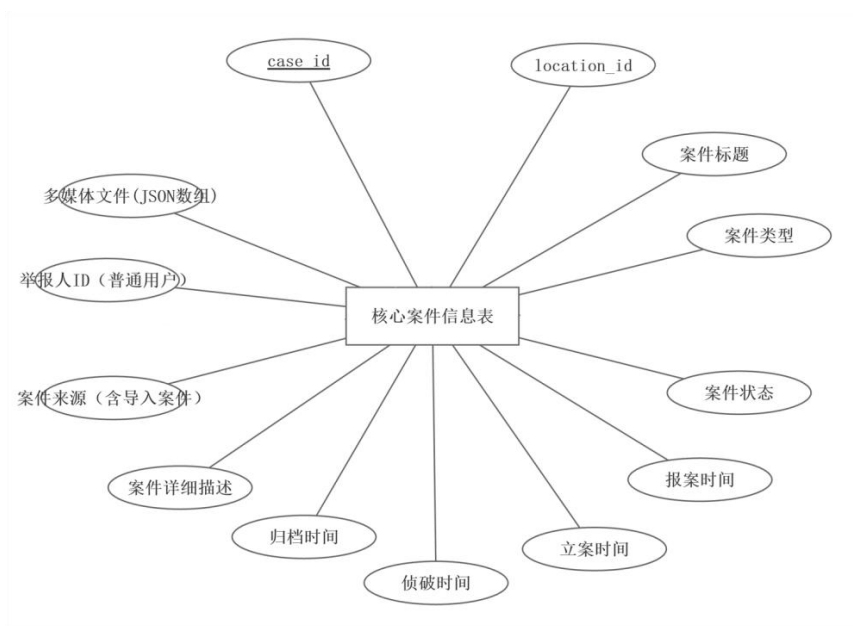 case_id
location_id
案件标题
多媒体文件(JSON数组)
案件类型
举报人ID（普通用户）
核心案件信息表
案件来源（含导入案件）
案件状态
案件详细描述
报案时间
归档时间
立案时间
侦破时间